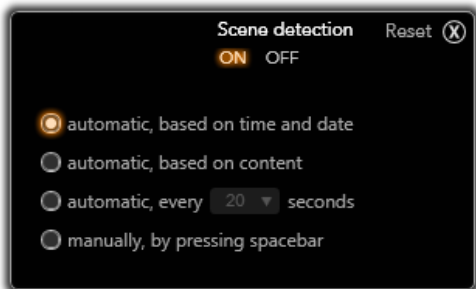 Scene detection Reset X
ON OFF
automatic, based on time and date
automatic, based on content
automatic, every 20 seconds
manually, by pressing spacebar